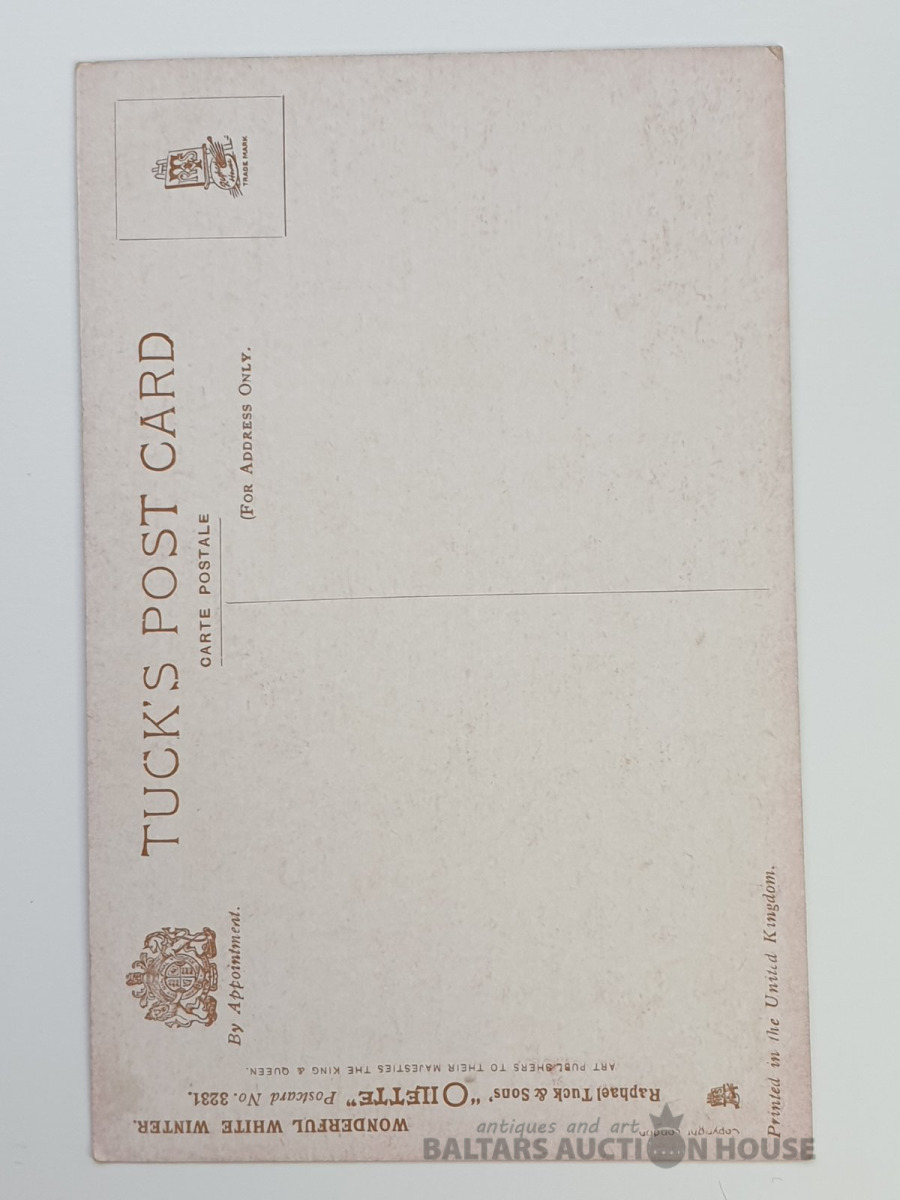 TUCK'S POST CARD
CARTE POSTALE
(FOR ADDRESS ONLY.
By Appointment.
TRADE MARK
WONDERFUL WHITE WINTER.
Raphael Tuck & Sons' "OILETTE" Postcard No. 3231.
ART PUBLISHERS TO THEIR MAJESTIES THE KING & QUEEN.
Printed in the United Kingdom.
antiques and art
BALTARS AUCTION HOUSE